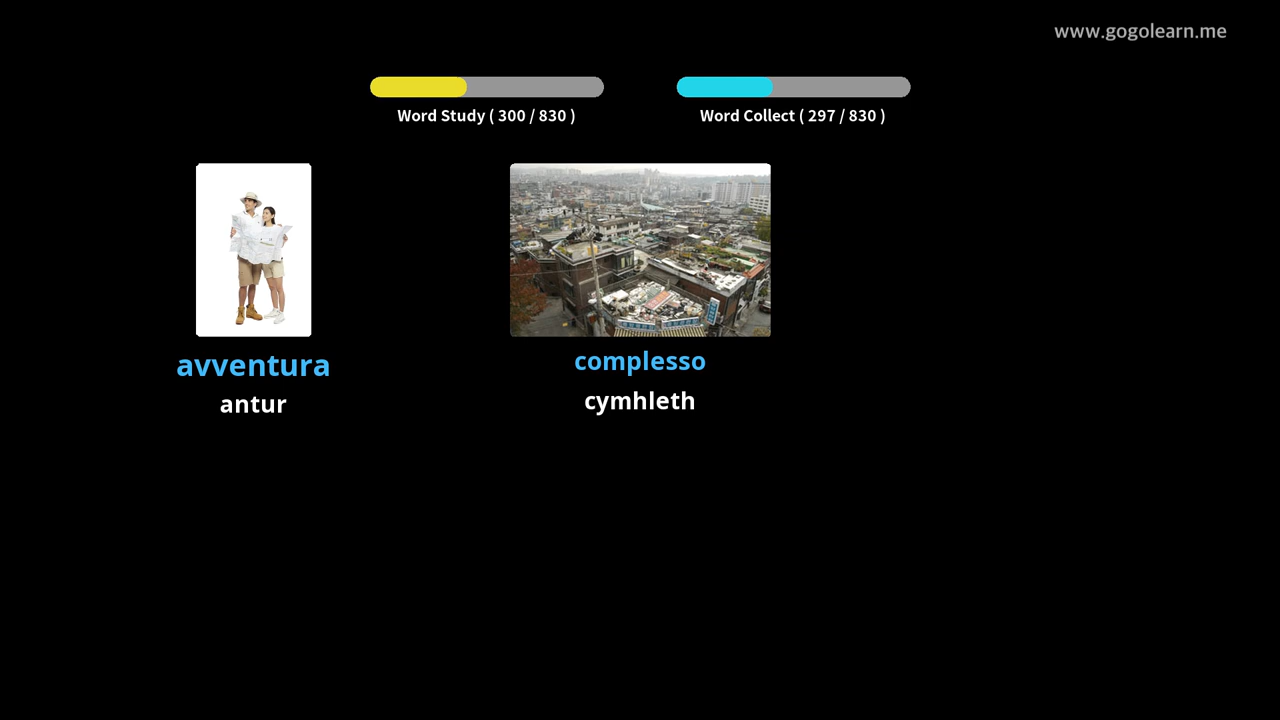 www.gogolearn.me
Word Study ( 300 / 830 )
Word Collect ( 297 / 830 )
avventura
antur
complesso
cymhleth